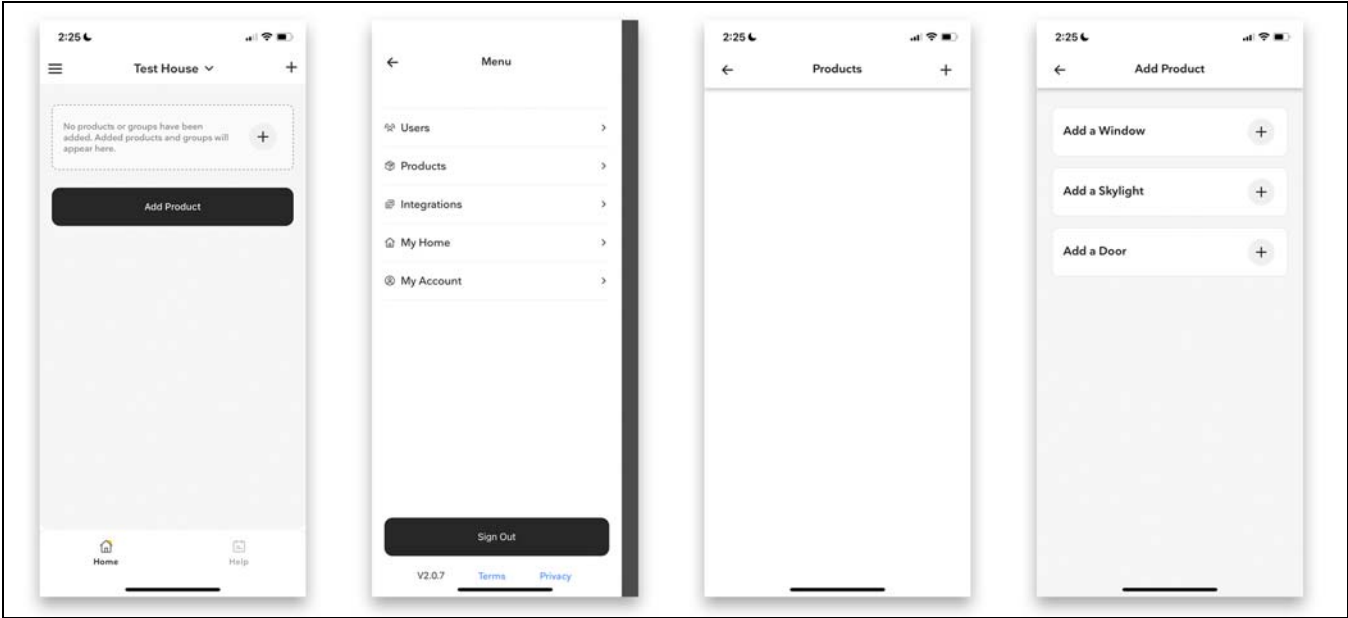 2:25
Test House
No products or groups have been
added. Added products and groups will
appear here.
Add Product
Home
Help
Menu
Users
Products
Integrations
My Home
My Account
Sign Out
V2.0.7 Terms Privacy
2:25
Products
2:25
Add Product
Add a Window
Add a Skylight
Add a Door